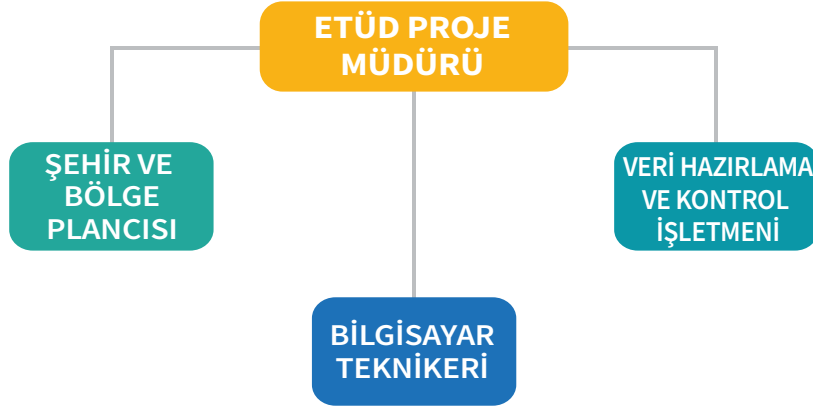 ETÜD PROJE
MÜDÜRÜ
ŞEHİR VE
BÖLGE
PLANCISI
VERİ HAZIRLAMA
VE KONTROL
İŞLETMENİ
BİLGİSAYAR
TEKNİKERİ